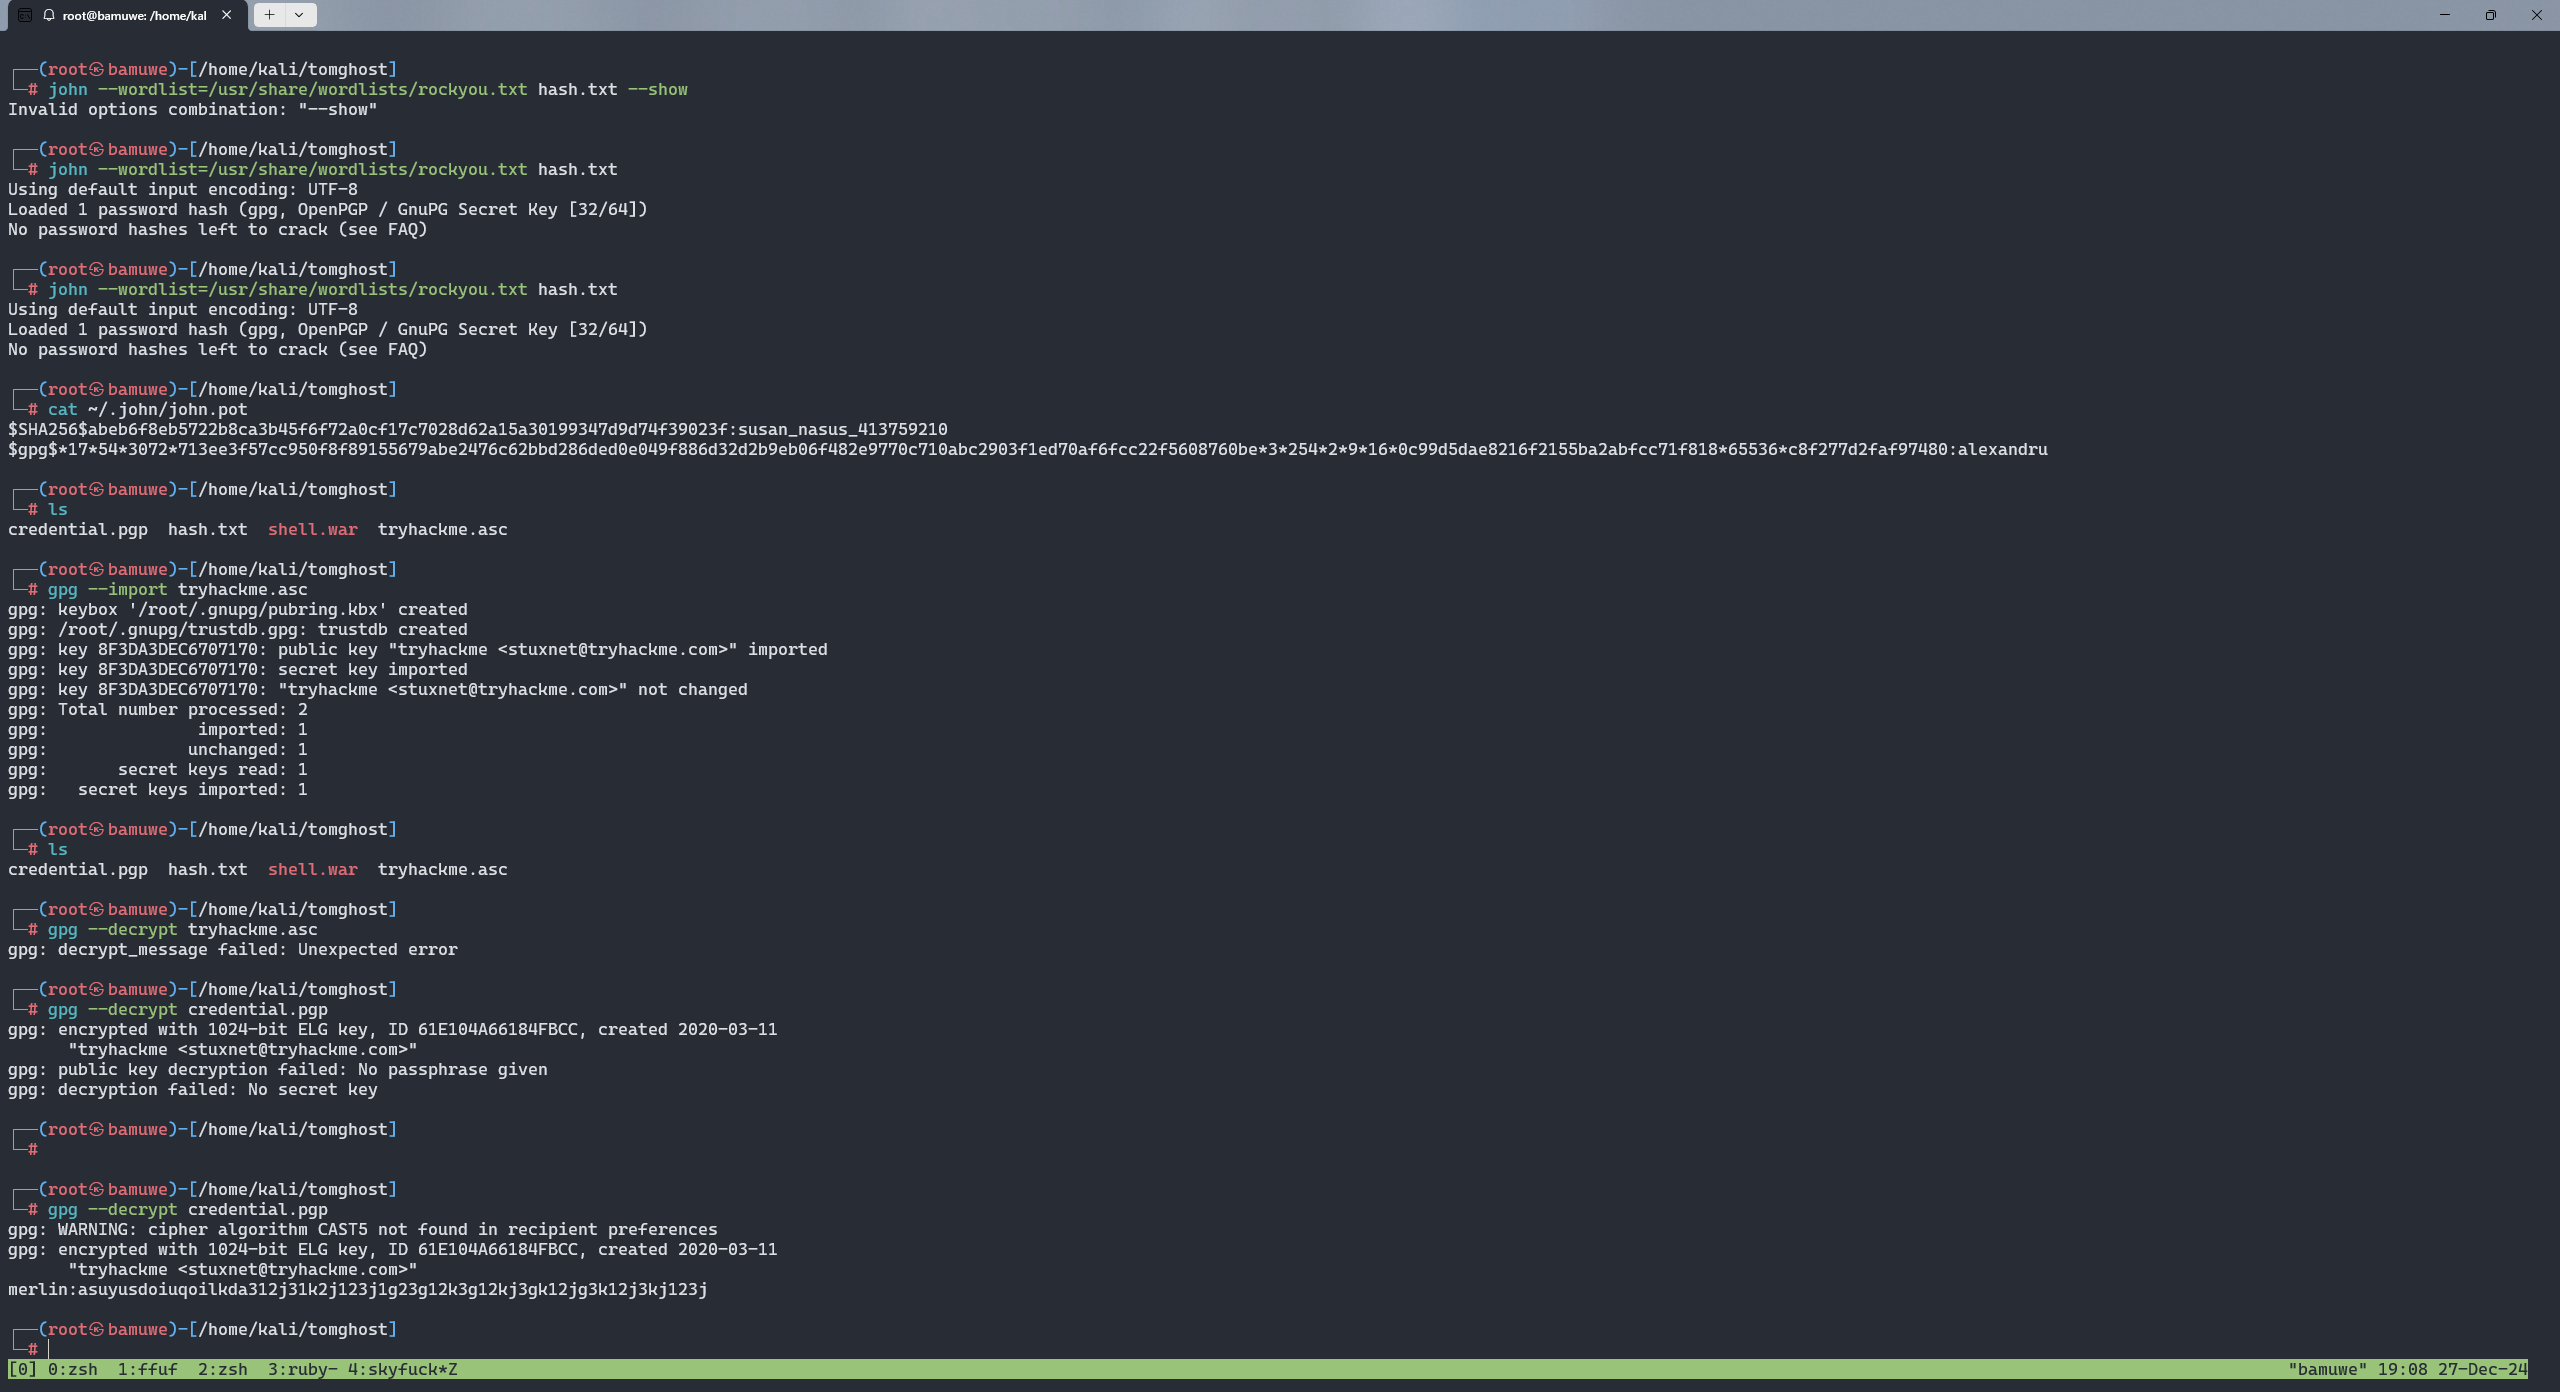 root@bamuwe: /home/kal
┌──(root㉿bamuwe)-[/home/kali/tomghost]
└─# john --wordlist=/usr/share/wordlists/rockyou.txt hash.txt --show
Invalid options combination: "--show"
┌──(root㉿bamuwe)-[/home/kali/tomghost]
└─# john --wordlist=/usr/share/wordlists/rockyou.txt hash.txt
Using default input encoding: UTF-8
Loaded 1 password hash (gpg, OpenPGP / GnuPG Secret Key [32/64])
No password hashes left to crack (see FAQ)
┌──(root㉿bamuwe)-[/home/kali/tomghost]
└─# john --wordlist=/usr/share/wordlists/rockyou.txt hash.txt
Using default input encoding: UTF-8
Loaded 1 password hash (gpg, OpenPGP / GnuPG Secret Key [32/64])
No password hashes left to crack (see FAQ)
┌──(root㉿bamuwe)-[/home/kali/tomghost]
└─# cat ~/.john/john.pot
$SHA256$abeb6f8eb5722b8ca3b45f6f72a0cf17c7028d62a15a30199347d9d74f39023f:susan_nasus_413759210
$gpg$*17*54*3072*713ee3f57cc950f8f89155679abe2476c62bbd286ded0e049f886d32d2b9eb06f482e9770c710abc2903f1ed70af6fcc22f5608760be*3*254*2*9*16*0c99d5dae8216f2155ba2abfcc71f818*65536*c8f277d2faf97480:alexandru
┌──(root㉿bamuwe)-[/home/kali/tomghost]
└─# ls
credential.pgp  hash.txt  shell.war  tryhackme.asc
┌──(root㉿bamuwe)-[/home/kali/tomghost]
└─# gpg --import tryhackme.asc
gpg: keybox '/root/.gnupg/pubring.kbx' created
gpg: /root/.gnupg/trustdb.gpg: trustdb created
gpg: key 8F3DA3DEC6707170: public key "tryhackme <stuxnet@tryhackme.com>" imported
gpg: key 8F3DA3DEC6707170: secret key imported
gpg: key 8F3DA3DEC6707170: "tryhackme <stuxnet@tryhackme.com>" not changed
gpg: Total number processed: 2
gpg:               imported: 1
gpg:              unchanged: 1
gpg:       secret keys read: 1
gpg:   secret keys imported: 1
┌──(root㉿bamuwe)-[/home/kali/tomghost]
└─# ls
credential.pgp  hash.txt  shell.war  tryhackme.asc
┌──(root㉿bamuwe)-[/home/kali/tomghost]
└─# gpg --decrypt tryhackme.asc
gpg: decrypt_message failed: Unexpected error
┌──(root㉿bamuwe)-[/home/kali/tomghost]
└─# gpg --decrypt credential.pgp
gpg: encrypted with 1024-bit ELG key, ID 61E104A66184FBCC, created 2020-03-11
      "tryhackme <stuxnet@tryhackme.com>"
gpg: public key decryption failed: No passphrase given
gpg: decryption failed: No secret key
┌──(root㉿bamuwe)-[/home/kali/tomghost]
└─#
┌──(root㉿bamuwe)-[/home/kali/tomghost]
└─# gpg --decrypt credential.pgp
gpg: WARNING: cipher algorithm CAST5 not found in recipient preferences
gpg: encrypted with 1024-bit ELG key, ID 61E104A66184FBCC, created 2020-03-11
      "tryhackme <stuxnet@tryhackme.com>"
merlin:asuyusdoiuqoilkda312j31k2j123j1g23g12k3g12kj3gk12jg3k12j3kj123j
┌──(root㉿bamuwe)-[/home/kali/tomghost]
└─#
[0] 0:zsh  1:ffuf  2:zsh  3:ruby- 4:skyfuck*Z "bamuwe" 19:08 27-Dec-24